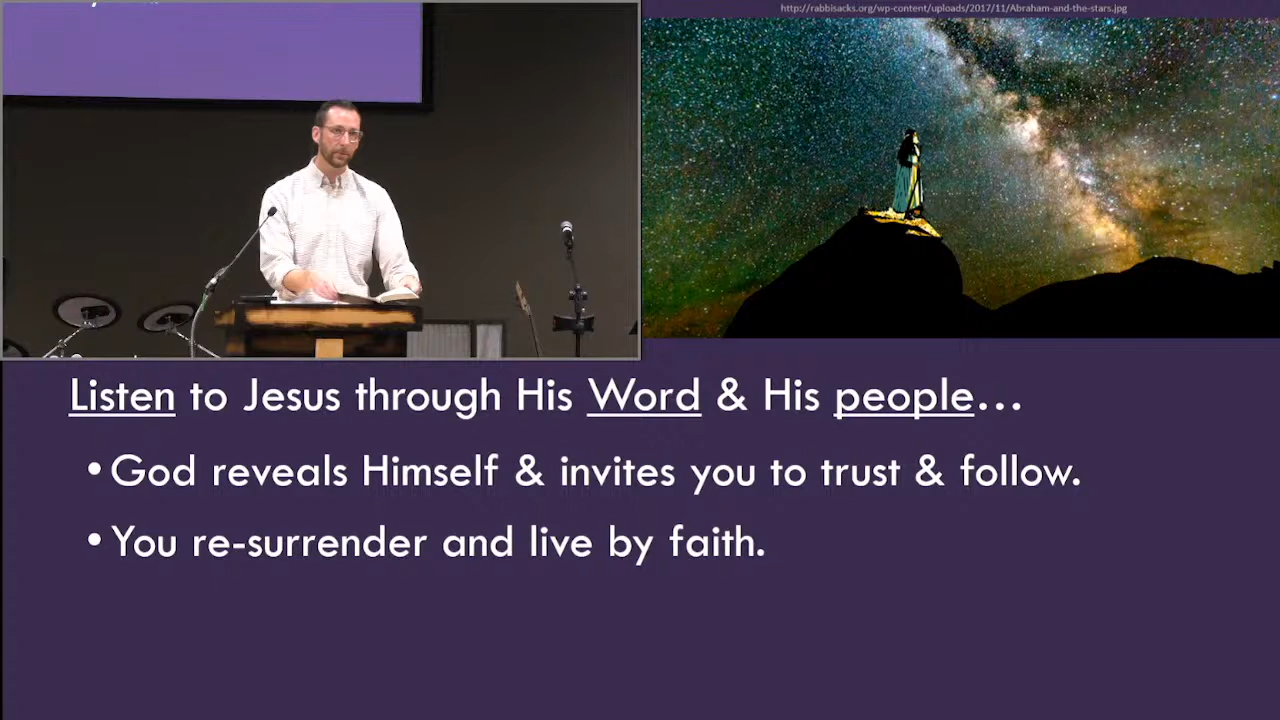 http://rabbisacks.org/wp-content/uploads/2017/11/Abraham-and-the-stars.jpg
Listen to Jesus through His Word & His people…
• God reveals Himself & invites you to trust & follow.
• You re-surrender and live by faith.